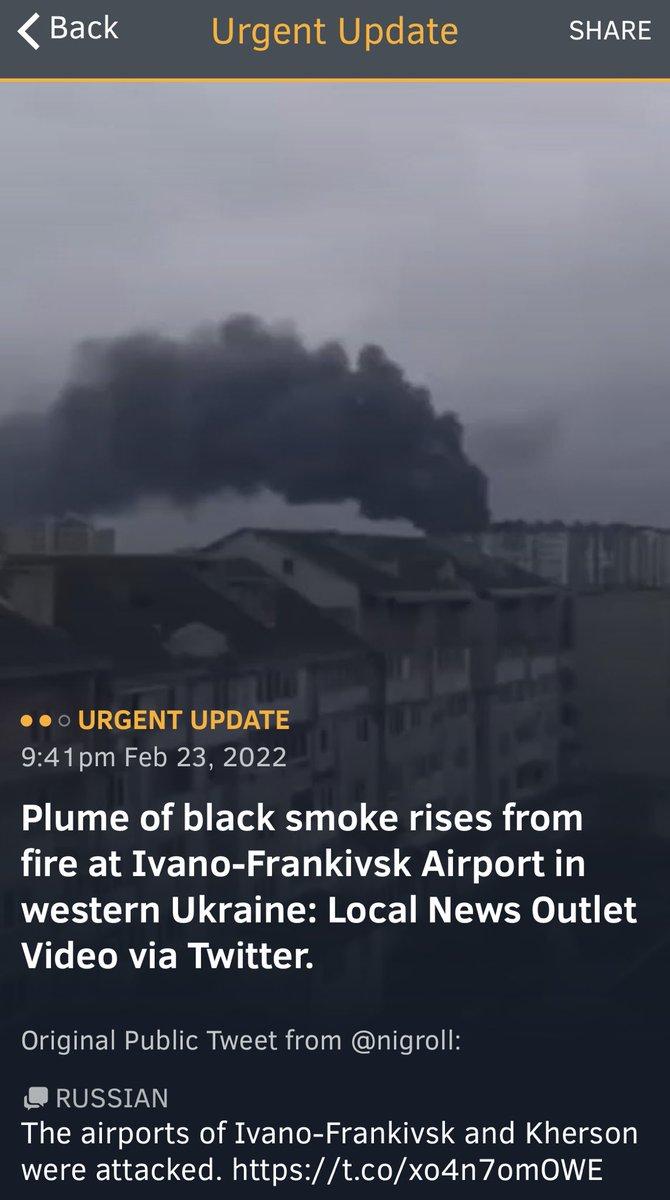 Back
Urgent Update
SHARE
URGENT UPDATE
9:41pm Feb 23, 2022
Plume of black smoke rises from
fire at Ivano-Frankivsk Airport in
western Ukraine: Local News Outlet
Video via Twitter.
Original Public Tweet from @nigroll:
RUSSIAN
The airports of Ivano-Frankivsk and Kherson
were attacked. https://t.co/xo4n7omOWE